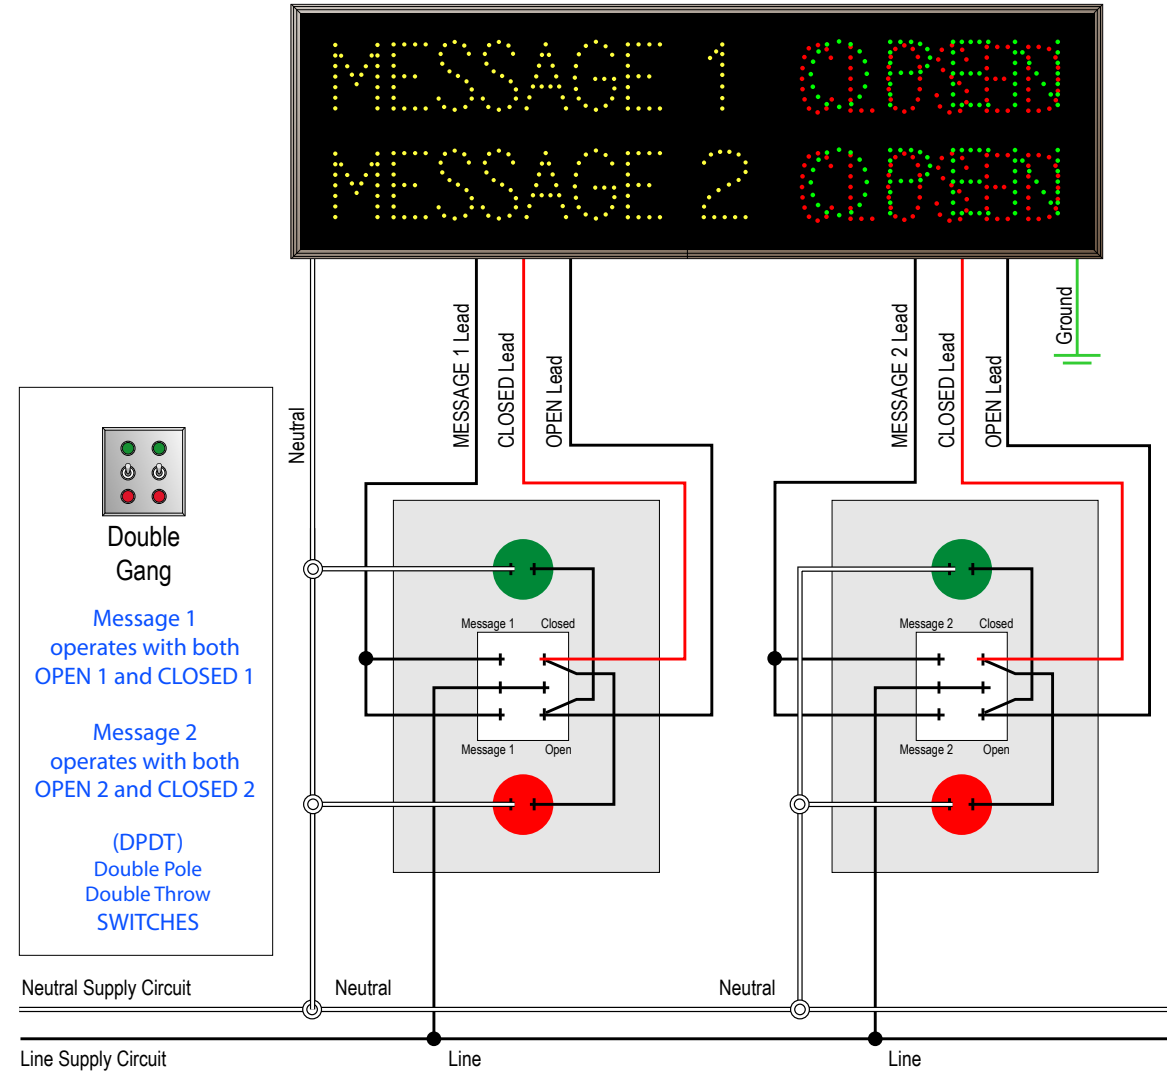 MESSAGE 1 OPEN CLOSED
MESSAGE 2 OPEN CLOSED
Neutral
MESSAGE 1 Lead
CLOSED Lead
OPEN Lead
MESSAGE 2 Lead
CLOSED Lead
OPEN Lead
Ground
Double
Gang
Message 1
operates with both
OPEN 1 and CLOSED 1
Message 2
operates with both
OPEN 2 and CLOSED 2
(DPDT)
Double Pole
Double Throw
SWITCHES
Message 1 Closed
Message 1 Open
Message 2 Closed
Message 2 Open
Neutral Supply Circuit
Neutral
Neutral
Line Supply Circuit
Line
Line